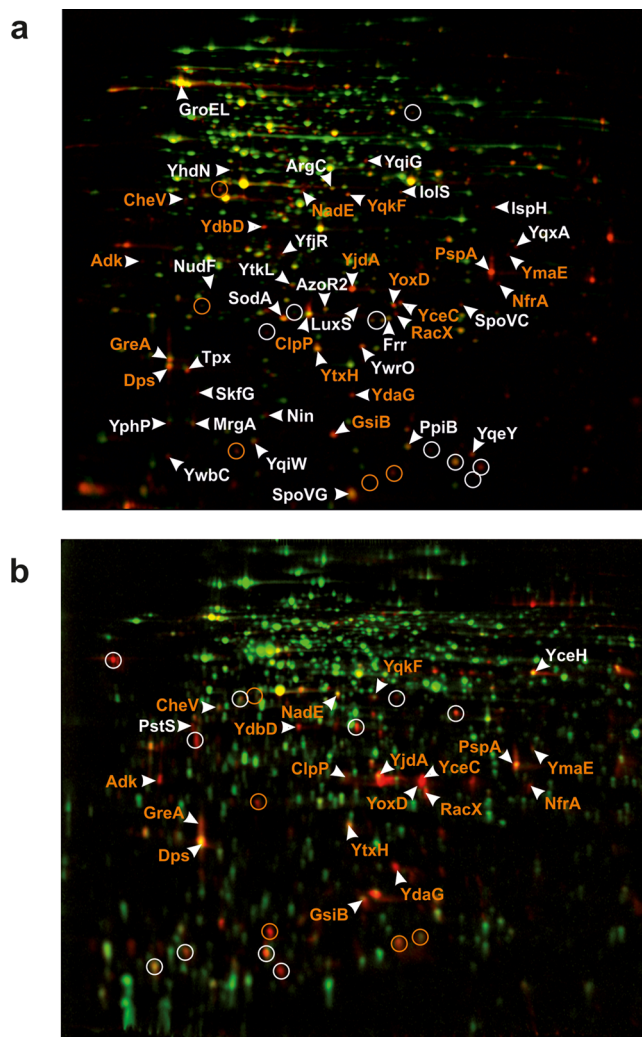 a
GroEL
YqiG
ArgC
YhdN
IolS
CheV
NadE
YqkF
IspH
YdbD
YqxA
YfjR
Adk
PspA
YmaE
NudF
YtkL
YjdA
AzoR2
YoxD
NfrA
SodA
YceC
SpoVC
LuxS
RacX
GreA
ClpP
Frr
Tpx
YtxH
YwrO
Dps
SkfG
YdaG
YphP
MrgA
Nin
GsiB
PpiB
YqeY
YwbC
YqiW
SpoVG
b
YqkF
YceH
CheV
NadE
PstS
YdbD
PspA
YjdA
YmaE
ClpP
YceC
Adk
YoxD
RacX
NfrA
GreA
Dps
YtxH
YdaG
GsiB